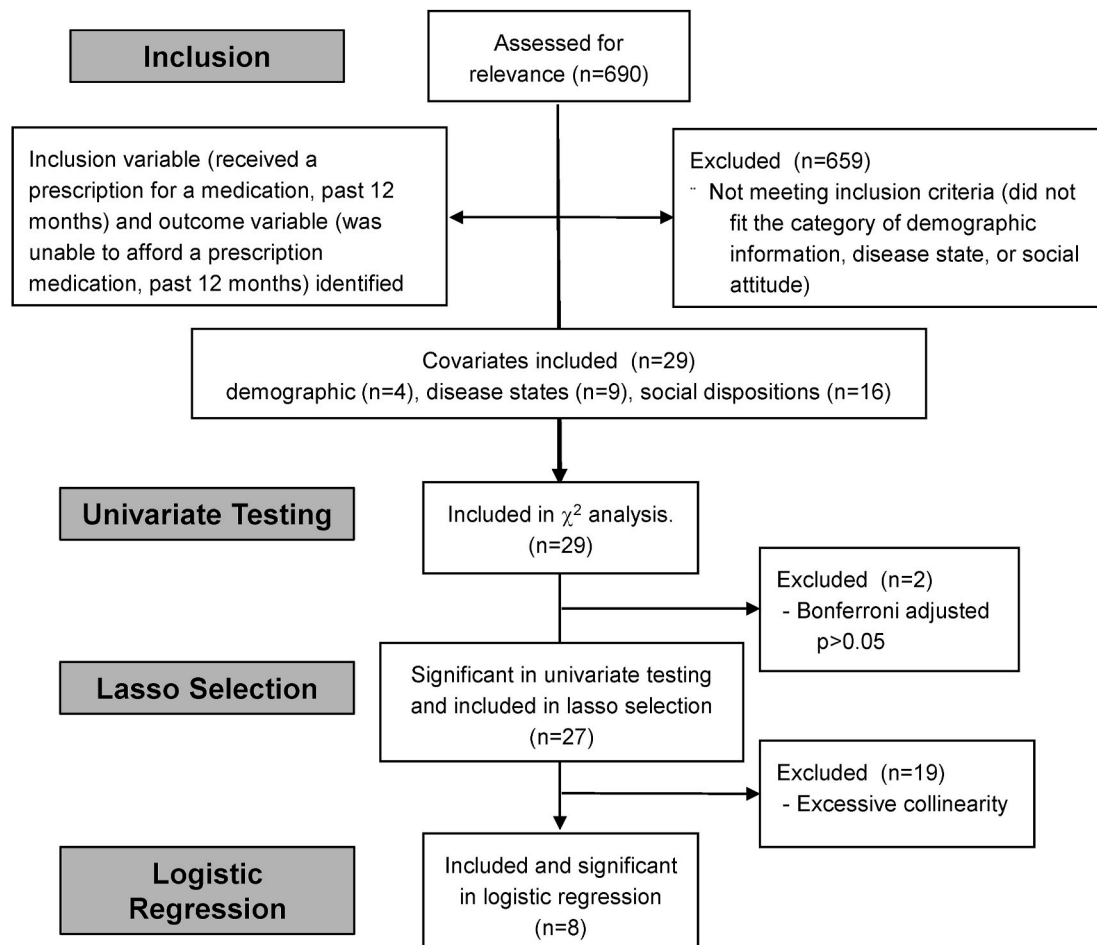 Inclusion
Assessed for
relevance (n=690)
Inclusion variable (received a
prescription for a medication, past 12
months) and outcome variable (was
unable to afford a prescription
medication, past 12 months) identified
Excluded (n=659)
¨ Not meeting inclusion criteria (did not
fit the category of demographic
information, disease state, or social
attitude)
Covariates included (n=29)
demographic (n=4), disease states (n=9), social dispositions (n=16)
Univariate Testing
Included in χ² analysis.
(n=29)
Excluded (n=2)
- Bonferroni adjusted
p>0.05
Lasso Selection
Significant in univariate testing
and included in lasso selection
(n=27)
Excluded (n=19)
- Excessive collinearity
Logistic
Regression
Included and significant
in logistic regression
(n=8)